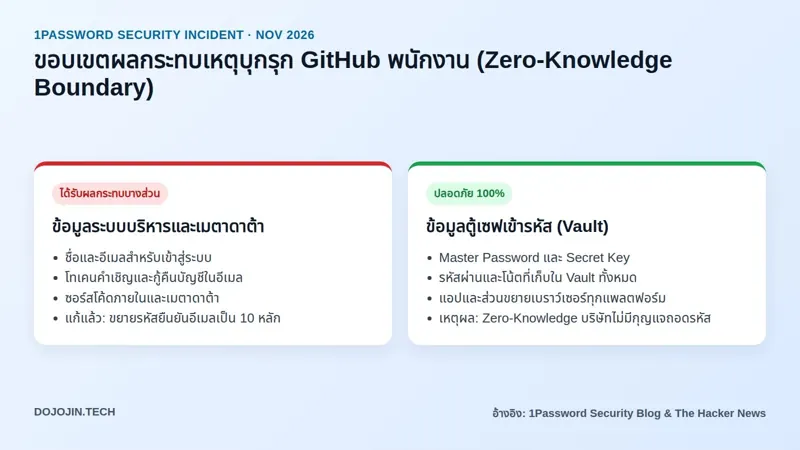 1PASSWORD SECURITY INCIDENT · NOV 2026
ขอบเขตผลกระทบเหตุบุกรุก GitHub พนักงาน (Zero-Knowledge
Boundary)
ได้รับผลกระทบบางส่วน
ข้อมูลระบบบริหารและเมตาดาต้า
• ชื่อและอีเมลสำหรับเข้าสู่ระบบ
• โทเคนคำเชิญและกู้คืนบัญชีในอีเมล
• ซอร์สโค้ดภายในและเมตาดาต้า
• แก้แล้ว: ขยายรหัสยืนยันอีเมลเป็น 10 หลัก
ปลอดภัย 100%
ข้อมูลตู้เซฟเข้ารหัส (Vault)
• Master Password และ Secret Key
• รหัสผ่านและโน้ตที่เก็บใน Vault ทั้งหมด
• แอปและส่วนขยายเบราว์เซอร์ทุกแพลตฟอร์ม
• เหตุผล: Zero-Knowledge บริษัทไม่มีกุญแจถอดรหัส
DOJOJIN.TECH
อ้างอิง: 1Password Security Blog & The Hacker News